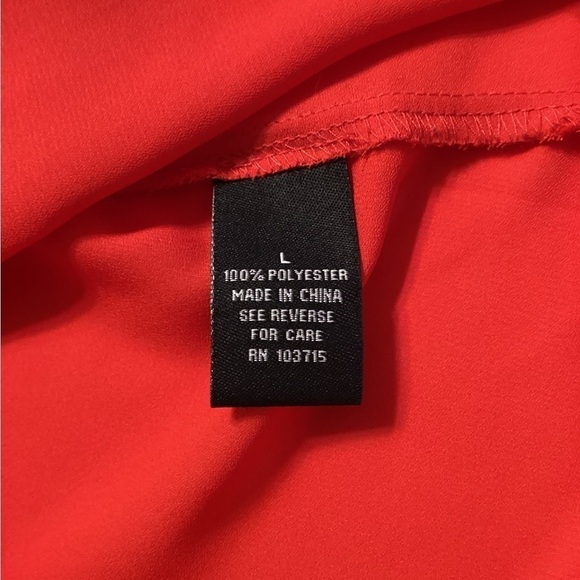 L
100% POLYESTER
MADE IN CHINA
SEE REVERSE
FOR CARE
RN 103715